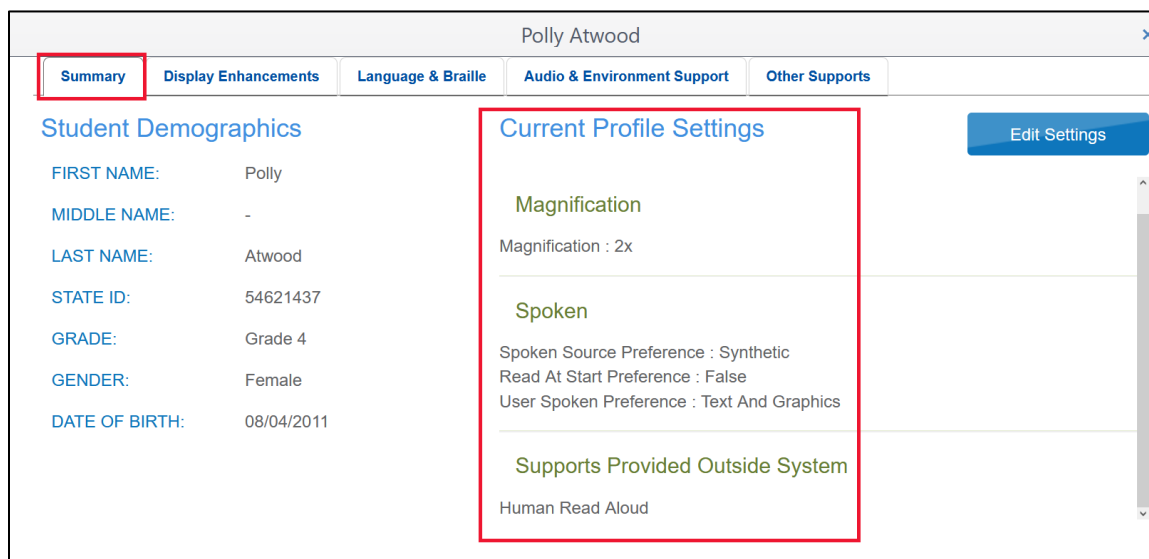 Polly Atwood
Summary
Display Enhancements
Language & Braille
Audio & Environment Support
Other Supports
Student Demographics
FIRST NAME: Polly
MIDDLE NAME: -
LAST NAME: Atwood
STATE ID: 54621437
GRADE: Grade 4
GENDER: Female
DATE OF BIRTH: 08/04/2011
Current Profile Settings
Edit Settings
Magnification
Magnification : 2x
Spoken
Spoken Source Preference : Synthetic
Read At Start Preference : False
User Spoken Preference : Text And Graphics
Supports Provided Outside System
Human Read Aloud